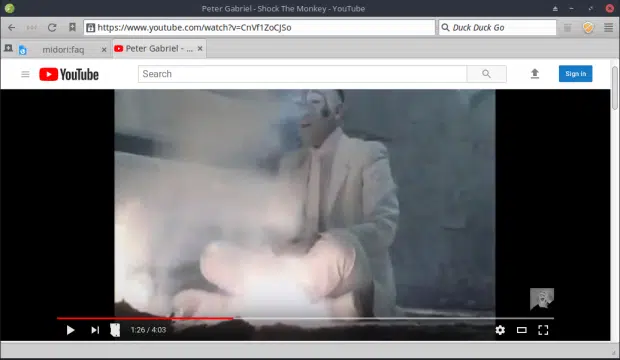 Peter Gabriel - Shock The Monkey - YouTube
https://www.youtube.com/watch?v=CnVf1ZoCJSo
Duck Duck Go
midori:faq
Peter Gabriel - ...
YouTube
Search
Sign in
1:26 / 4:03